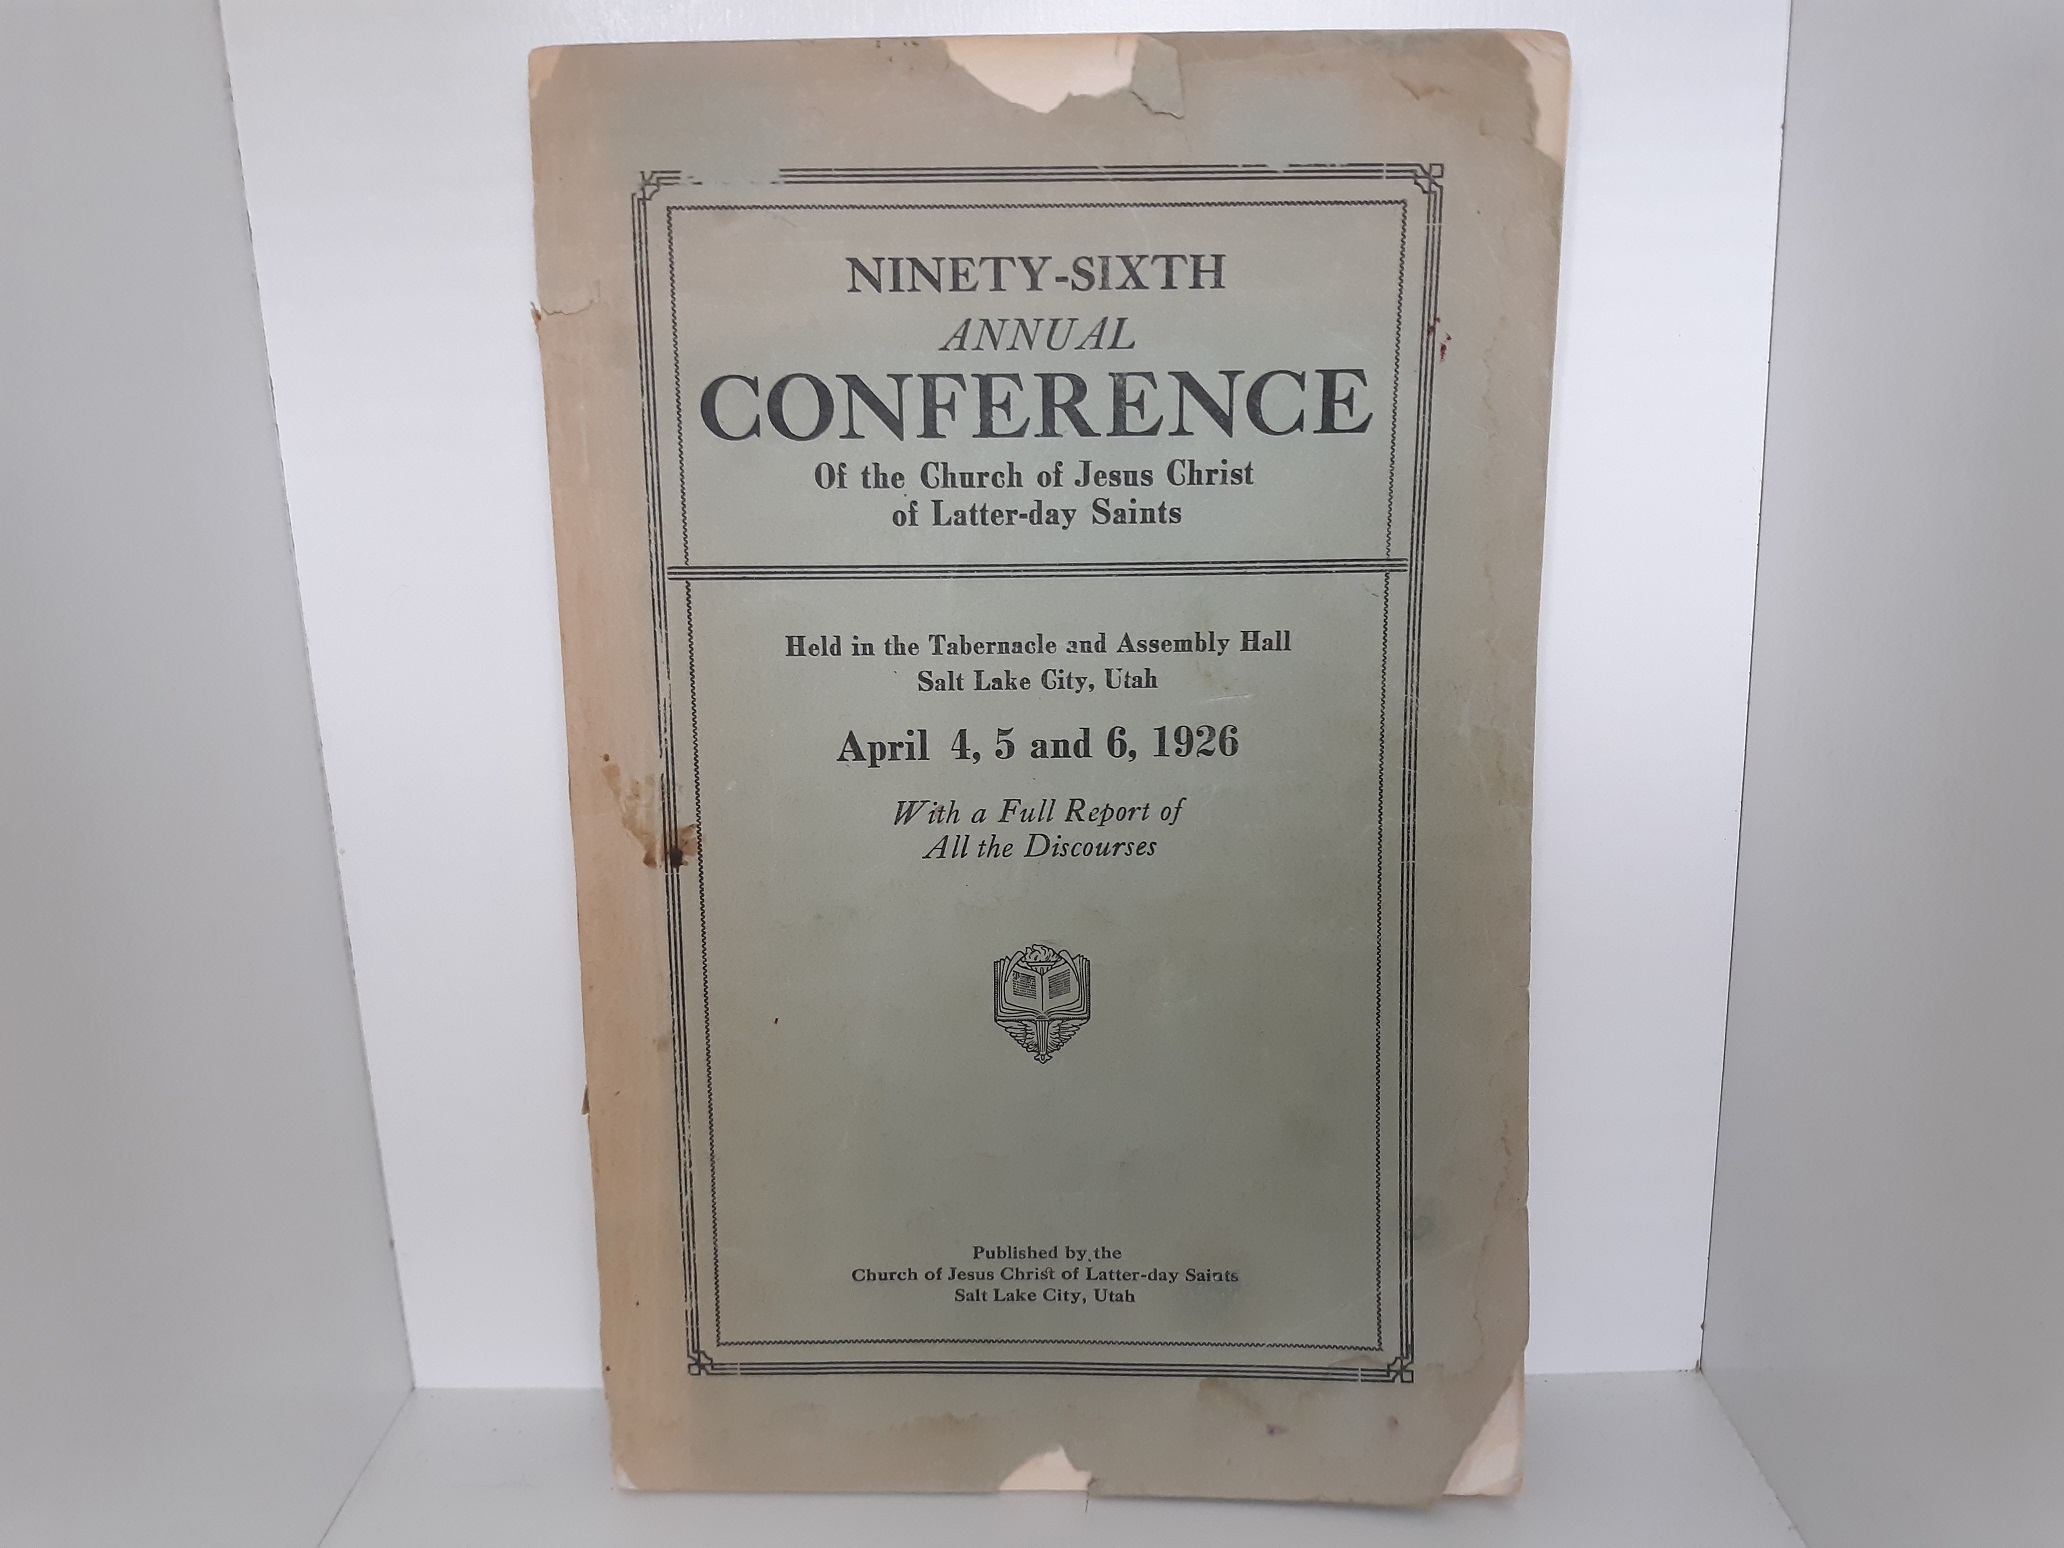 NINETY-SIXTH
ANNUAL
CONFERENCE
Of the Church of Jesus Christ
of Latter-day Saints
Held in the Tabernacle and Assembly Hall
Salt Lake City, Utah
April 4, 5 and 6, 1926
With a Full Report of
All the Discourses
Published by the
Church of Jesus Christ of Latter-day Saints
Salt Lake City, Utah